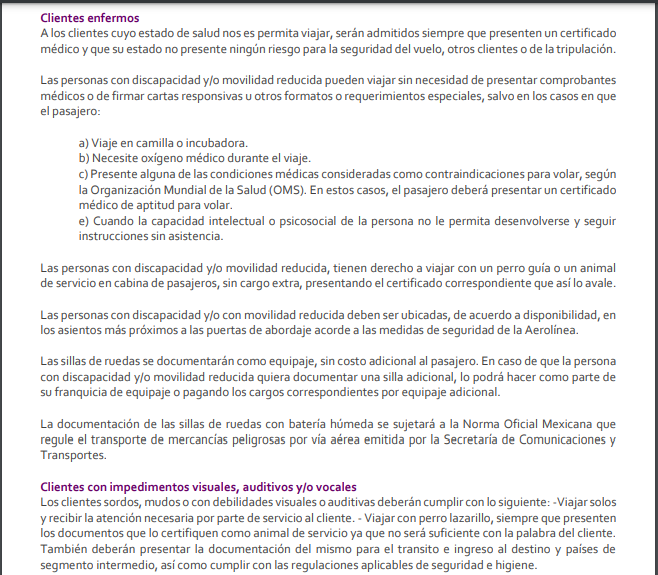 Clientes enfermos
A los clientes cuyo estado de salud nos es permita viajar, serán admitidos siempre que presenten un certificado
médico y que su estado no presente ningún riesgo para la seguridad del vuelo, otros clientes o de la tripulación.
Las personas con discapacidad y/o movilidad reducida pueden viajar sin necesidad de presentar comprobantes
médicos o de firmar cartas responsivas u otros formatos o requerimientos especiales, salvo en los casos en que
el pasajero:
a) Viaje en camilla o incubadora.
b) Necesite oxígeno médico durante el viaje.
c) Presente alguna de las condiciones médicas consideradas como contraindicaciones para volar, según
la Organización Mundial de la Salud (OMS). En estos casos, el pasajero deberá presentar un certificado
médico de aptitud para volar.
e) Cuando la capacidad intelectual o psicosocial de la persona no le permita desenvolverse y seguir
instrucciones sin asistencia.
Las personas con discapacidad y/o movilidad reducida, tienen derecho a viajar con un perro guía o un animal
de servicio en cabina de pasajeros, sin cargo extra, presentando el certificado correspondiente que así lo avale.
Las personas con discapacidad y/o con movilidad reducida deben ser ubicadas, de acuerdo a disponibilidad, en
los asientos más próximos a las puertas de abordaje acorde a las medidas de seguridad de la Aerolínea.
Las sillas de ruedas se documentarán como equipaje, sin costo adicional al pasajero. En caso de que la persona
con discapacidad y/o movilidad reducida quiera documentar una silla adicional, lo podrá hacer como parte de
su franquicia de equipaje o pagando los cargos correspondientes por equipaje adicional.
La documentación de las sillas de ruedas con batería húmeda se sujetará a la Norma Oficial Mexicana que
regule el transporte de mercancías peligrosas por vía aérea emitida por la Secretaría de Comunicaciones y
Transportes.
Clientes con impedimentos visuales, auditivos y/o vocales
Los clientes sordos, mudos o con debilidades visuales o auditivas deberán cumplir con lo siguiente: -Viajar solos
y recibir la atención necesaria por parte de servicio al cliente. - Viajar con perro lazarillo, siempre que presenten
los documentos que lo certifiquen como animal de servicio ya que no será suficiente con la palabra del cliente.
También deberán presentar la documentación del mismo para el transito e ingreso al destino y países de
segmento intermedio, así como cumplir con las regulaciones aplicables de seguridad e higiene.